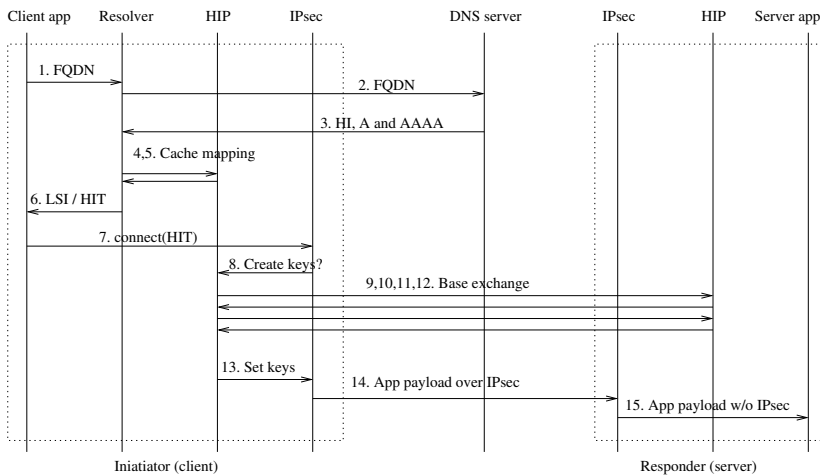 Client app
Resolver
HIP
IPsec
DNS server
IPsec
HIP
Server app
1. FQDN
2. FQDN
3. HI, A and AAAA
4,5. Cache mapping
6. LSI / HIT
7. connect(HIT)
8. Create keys?
9,10,11,12. Base exchange
13. Set keys
14. App payload over IPsec
15. App payload w/o IPsec
Iniatiator (client)
Responder (server)